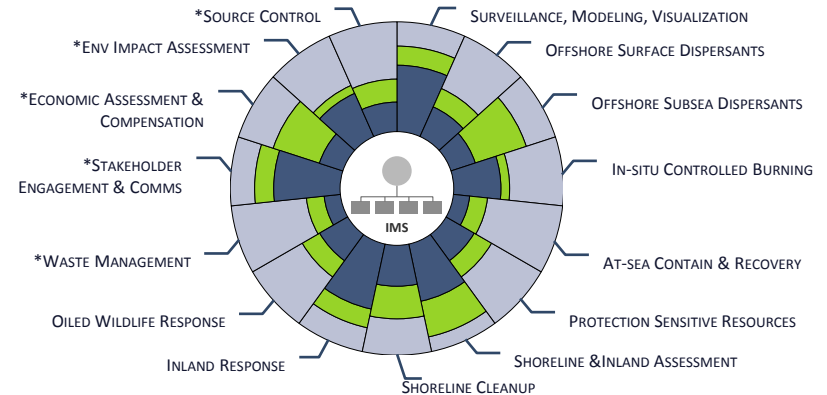 *Source Control
Surveillance, Modeling, Visualization
*Env Impact Assessment
Offshore Surface Dispersants
*Economic Assessment &
Compensation
Offshore Subsea Dispersants
*Stakeholder
Engagement & Comms
In-situ Controlled Burning
IMS
*Waste Management
At-sea Contain & Recovery
Oiled Wildlife Response
Protection Sensitive Resources
Inland Response
Shoreline &Inland Assessment
Shoreline Cleanup